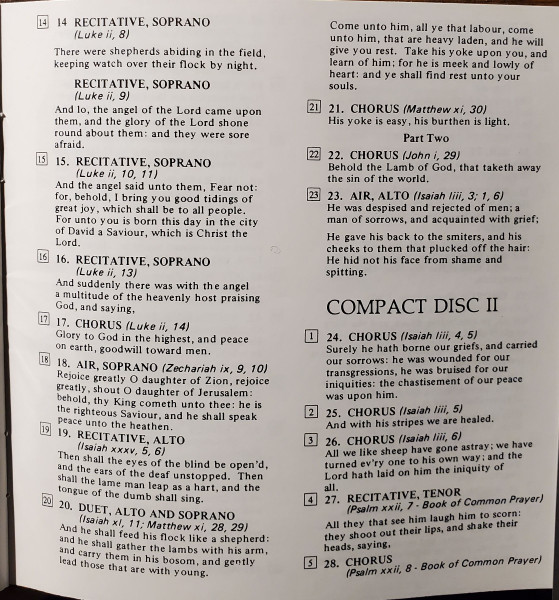 14 14 RECITATIVE, SOPRANO
(Luke ii, 8)
There were shepherds abiding in the field,
keeping watch over their flock by night.
RECITATIVE, SOPRANO
(Luke ii, 9)
And lo, the angel of the Lord came upon
them, and the glory of the Lord shone
round about them: and they were sore
afraid.
15 15. RECITATIVE, SOPRANO
(Luke ii, 10, 11)
And the angel said unto them, Fear not:
for, behold, I bring you good tidings of
great joy, which shall be to all people.
For unto you is born this day in the city
of David a Saviour, which is Christ the
Lord.
16 16. RECITATIVE, SOPRANO
(Luke ii, 13)
And suddenly there was with the angel
a multitude of the heavenly host praising
God, and saying,
17 17. CHORUS (Luke ii, 14)
Glory to God in the highest, and peace
on earth, goodwill toward men.
18 18. AIR, SOPRANO (Zechariah ix, 9, 10)
Rejoice greatly O daughter of Zion, rejoice
greatly, shout O daughter of Jerusalem:
behold, thy King cometh unto thee: he is
the righteous Saviour, and he shall speak
peace unto the heathen.
19 19. RECITATIVE, ALTO
(Isaiah xxxv, 5, 6)
Then shall the eyes of the blind be open'd,
and the ears of the deaf unstopped. Then
shall the lame man leap as a hart, and the
tongue of the dumb shall sing.
20 20. DUET, ALTO AND SOPRANO
(Isaiah xl, 11; Matthew xi, 28, 29)
And he shall feed his flock like a shepherd:
and he shall gather the lambs with his arm,
and carry them in his bosom, and gently
lead those that are with young.
Come unto him, all ye that labour, come
unto him, that are heavy laden, and he will
give you rest. Take his yoke upon you, and
learn of him; for he is meek and lowly of
heart: and ye shall find rest unto your
souls.
21 21. CHORUS (Matthew xi, 30)
His yoke is easy, his burthen is light.
Part Two
22 22. CHORUS (John i, 29)
Behold the Lamb of God, that taketh away
the sin of the world.
23 23. AIR, ALTO (Isaiah liii, 3; 1, 6)
He was despised and rejected of men; a
man of sorrows, and acquainted with grief;
He gave his back to the smiters, and his
cheeks to them that plucked off the hair:
He hid not his face from shame and
spitting.
COMPACT DISC II
1 24. CHORUS (Isaiah liii, 4, 5)
Surely he hath borne our griefs, and carried
our sorrows: he was wounded for our
transgressions, he was bruised for our
iniquities: the chastisement of our peace
was upon him.
2 25. CHORUS (Isaiah liii, 5)
And with his stripes we are healed.
3 26. CHORUS (Isaiah liii, 6)
All we like sheep have gone astray; we have
turned ev'ry one to his own way; and the
Lord hath laid on him the iniquity of
all.
4 27. RECITATIVE, TENOR
(Psalm xxii, 7 - Book of Common Prayer)
All they that see him laugh him to scorn:
they shoot out their lips, and shake their
heads, saying,
5 28. CHORUS
(Psalm xxii, 8 - Book of Common Prayer)